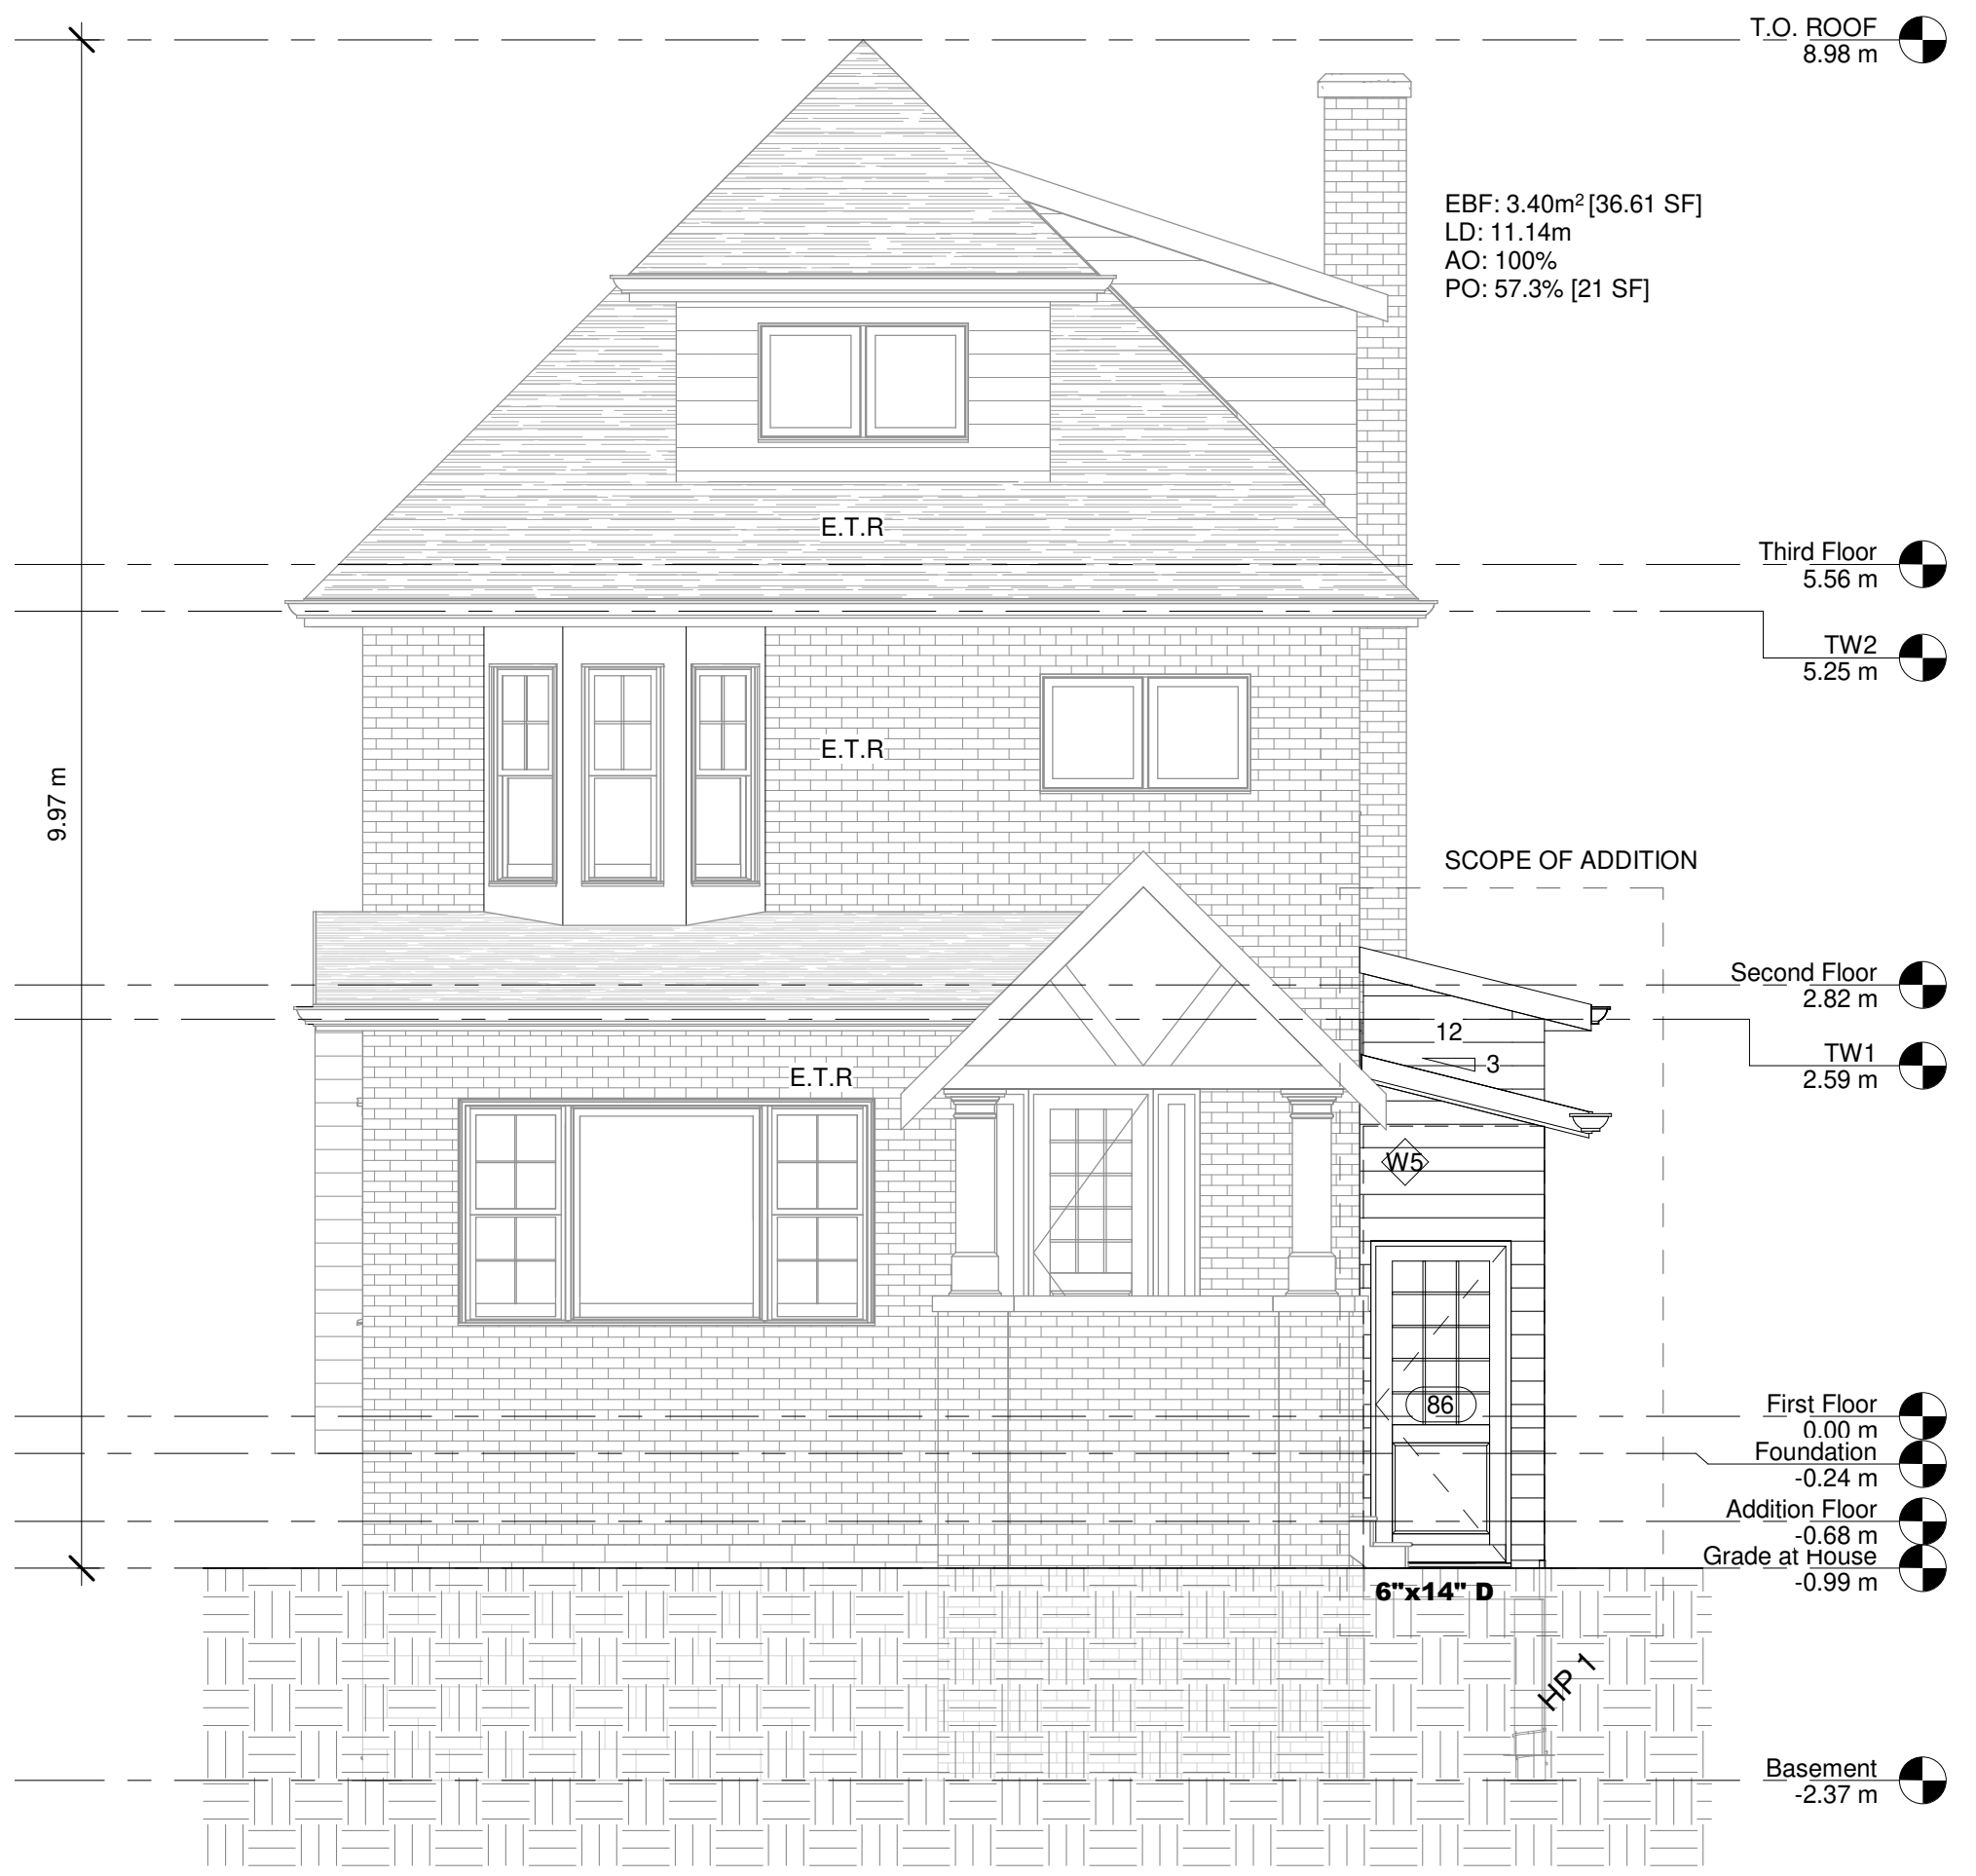 T.O. ROOF
8.98 m
EBF: 3.40m² [36.61 SF]
LD: 11.14m
AO: 100%
PO: 57.3% [21 SF]
E.T.R
Third Floor
5.56 m
TW2
5.25 m
E.T.R
9.97 m
SCOPE OF ADDITION
Second Floor
2.82 m
12
3
TW1
2.59 m
E.T.R
W5
86
First Floor
0.00 m
Foundation
-0.24 m
Addition Floor
-0.68 m
Grade at House
-0.99 m
6"x14" D
HP 1
Basement
-2.37 m